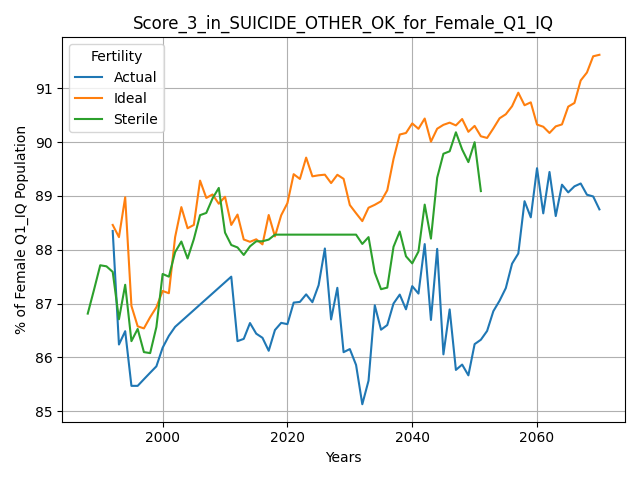 Score_3_in_SUICIDE_OTHER_OK_for_Female_Q1_IQ
Fertility
Actual
Ideal
Sterile
% of Female Q1_IQ Population
91
90
89
88
87
86
85
2000
2020
2040
2060
Years